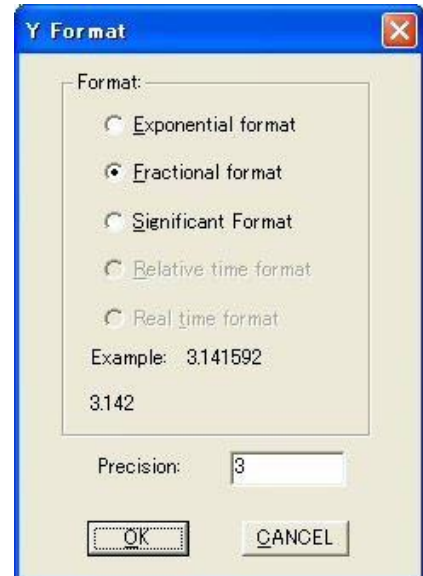 Y Format
Format:
Exponential format
Fractional format
Significant Format
Relative time format
Real time format
Example: 3.141592
3.142
Precision: 3
OK CANCEL